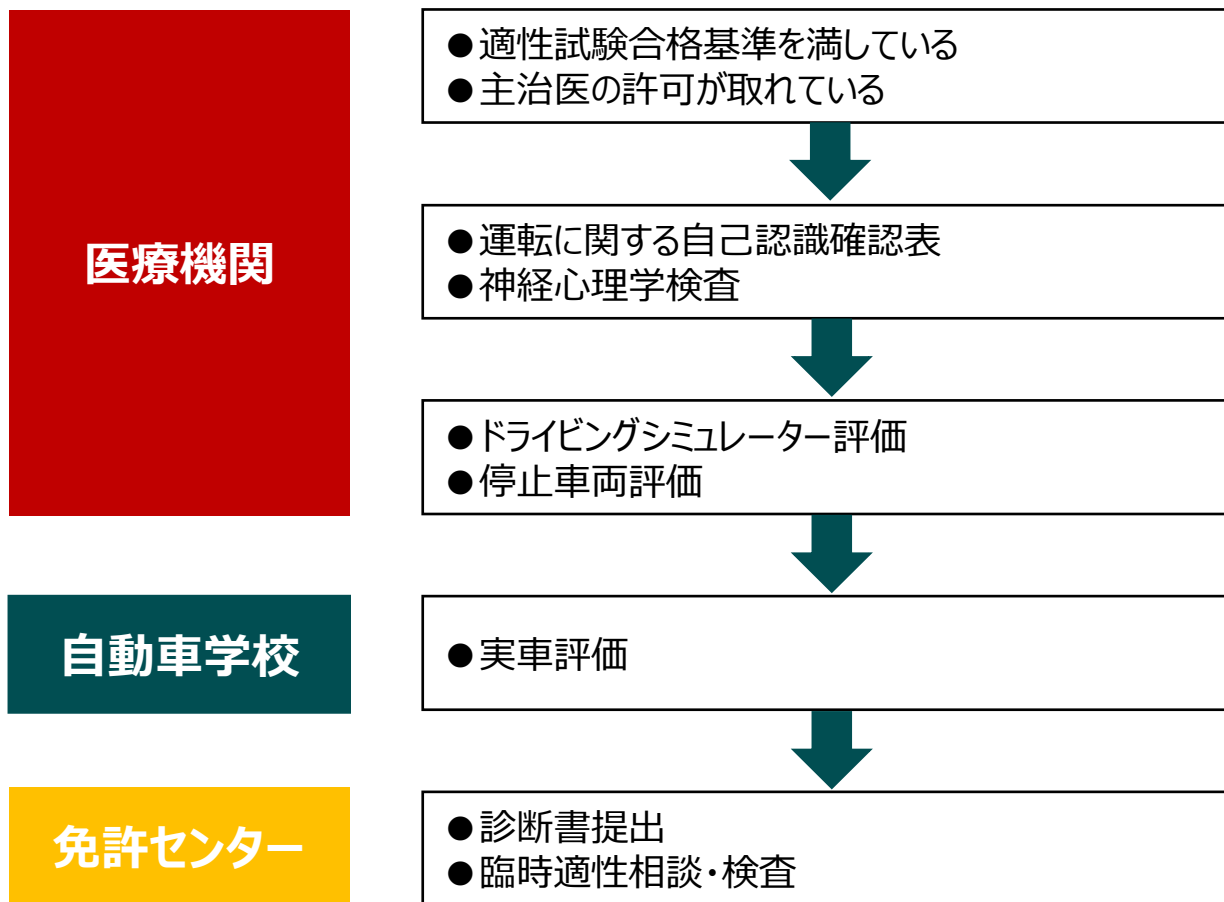 医療機関
●適性試験合格基準を満している
●主治医の許可が取れている
●運転に関する自己認識確認表
●神経心理学検査
●ドライビングシミュレーター評価
●停止車両評価
自動車学校
●実車評価
免許センター
●診断書提出
●臨時適性相談・検査